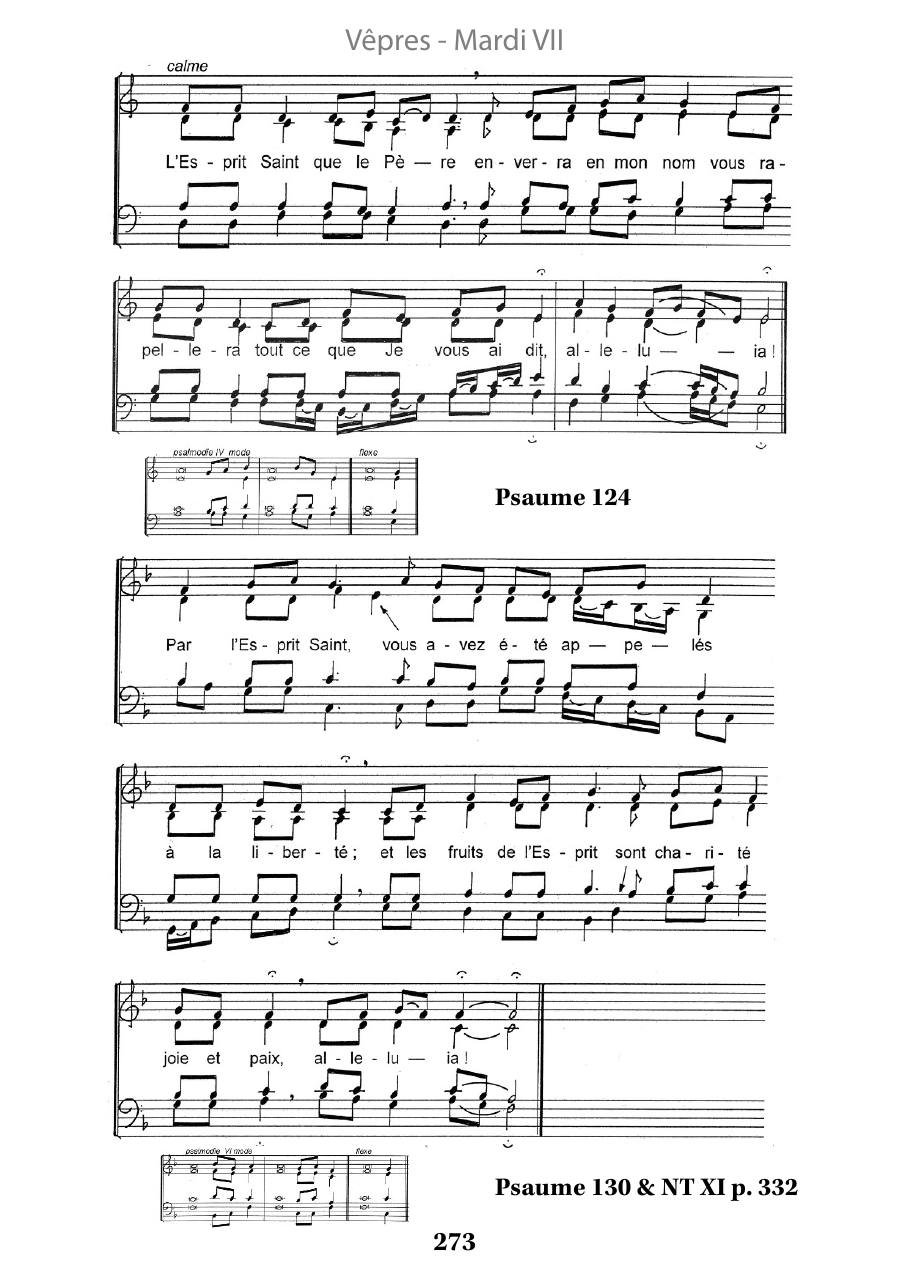 Vêpres - Mardi VII
calme
L'Es - prit Saint que le Pè — re en - ver - ra en mon nom vous ra -
pel - le - ra tout ce que Je vous ai dit, al - le - lu — — ia !
psalmodie IV mode flexe
Psaume 124
Par l'Es - prit Saint, vous a - vez é - té ap — pe — lés
à la li - ber - té ; et les fruits de l'Es - prit sont cha - ri - té
joie et paix, al - le - lu — ia !
psalmodie VI mode flexe
Psaume 130 & NT XI p. 332
273